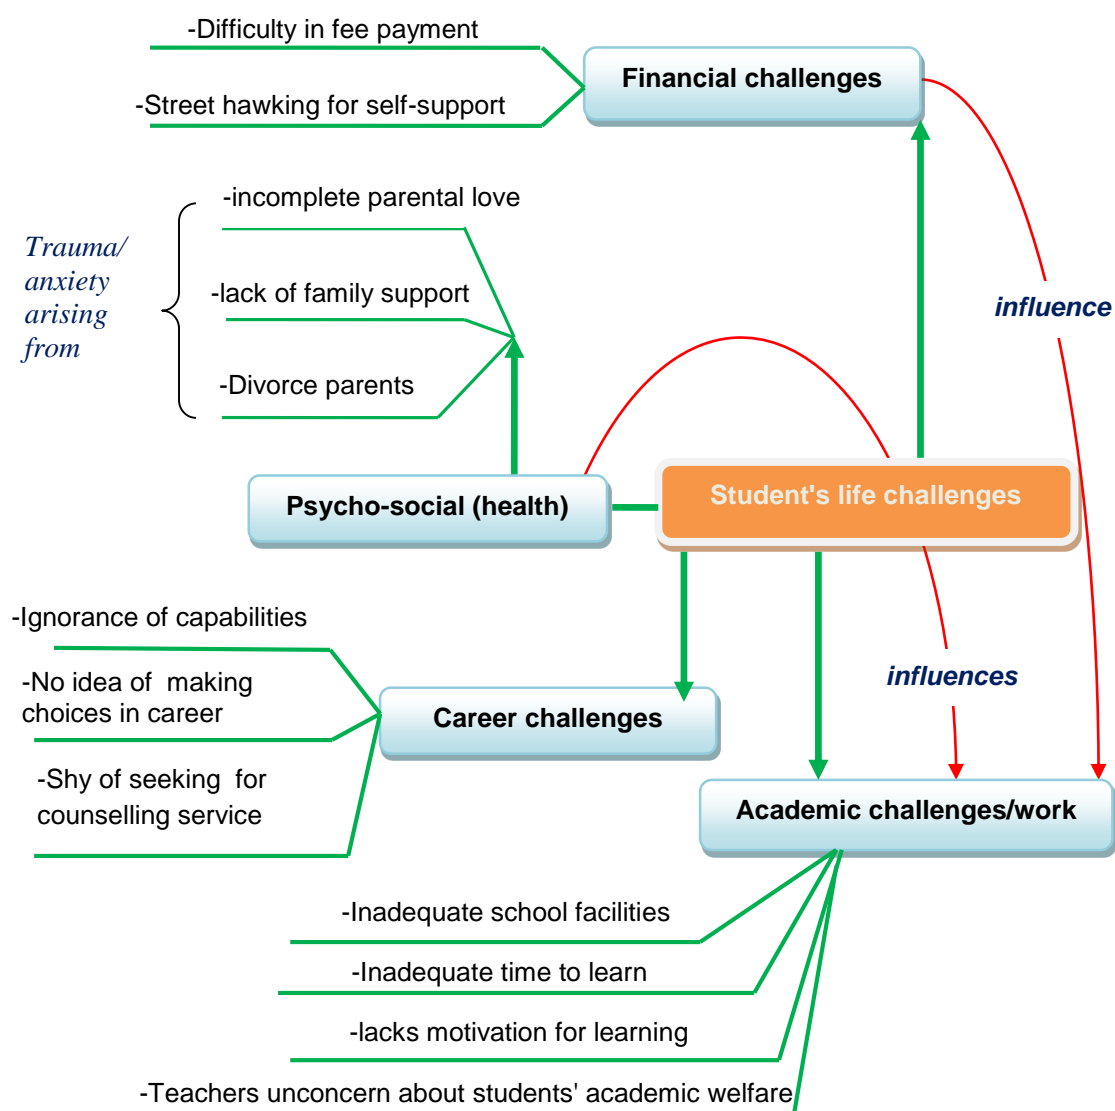 -Difficulty in fee payment
Financial challenges
-Street hawking for self-support
-incomplete parental love
Trauma/
anxiety
arising
from
-lack of family support
influence
-Divorce parents
Psycho-social (health)
Student's life challenges
-Ignorance of capabilities
-No idea of  making
choices in career
influences
Career challenges
-Shy of seeking  for
counselling service
Academic challenges/work
-Inadequate school facilities
-Inadequate time to learn
-lacks motivation for learning
-Teachers unconcern about students' academic welfare